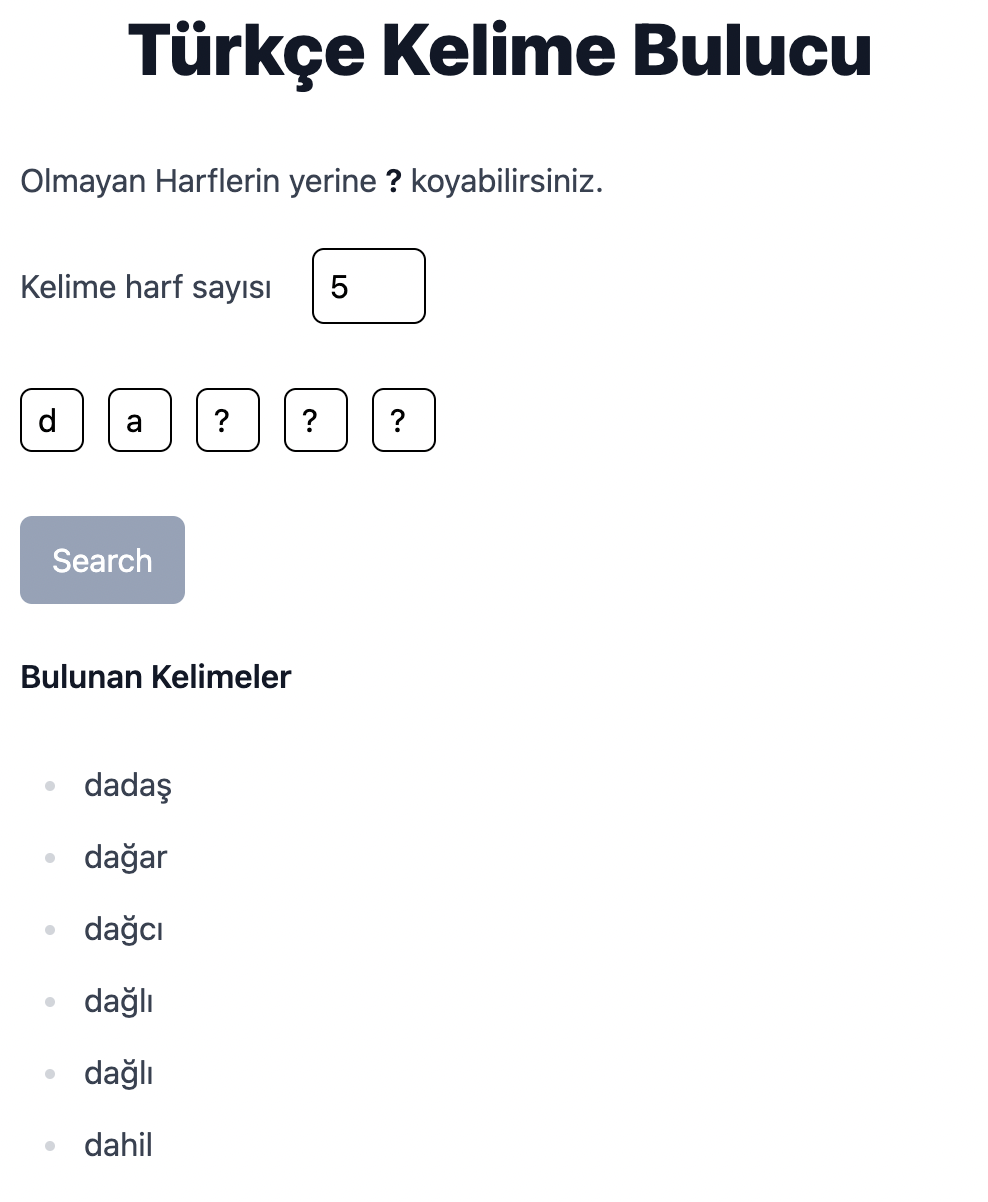 Türkçe Kelime Bulucu
Olmayan Harflerin yerine ? koyabilirsiniz.
Kelime harf sayısı 5
d a ? ? ?
Search
Bulunan Kelimeler
dadaş
dağar
dağcı
dağlı
dağlı
dahil